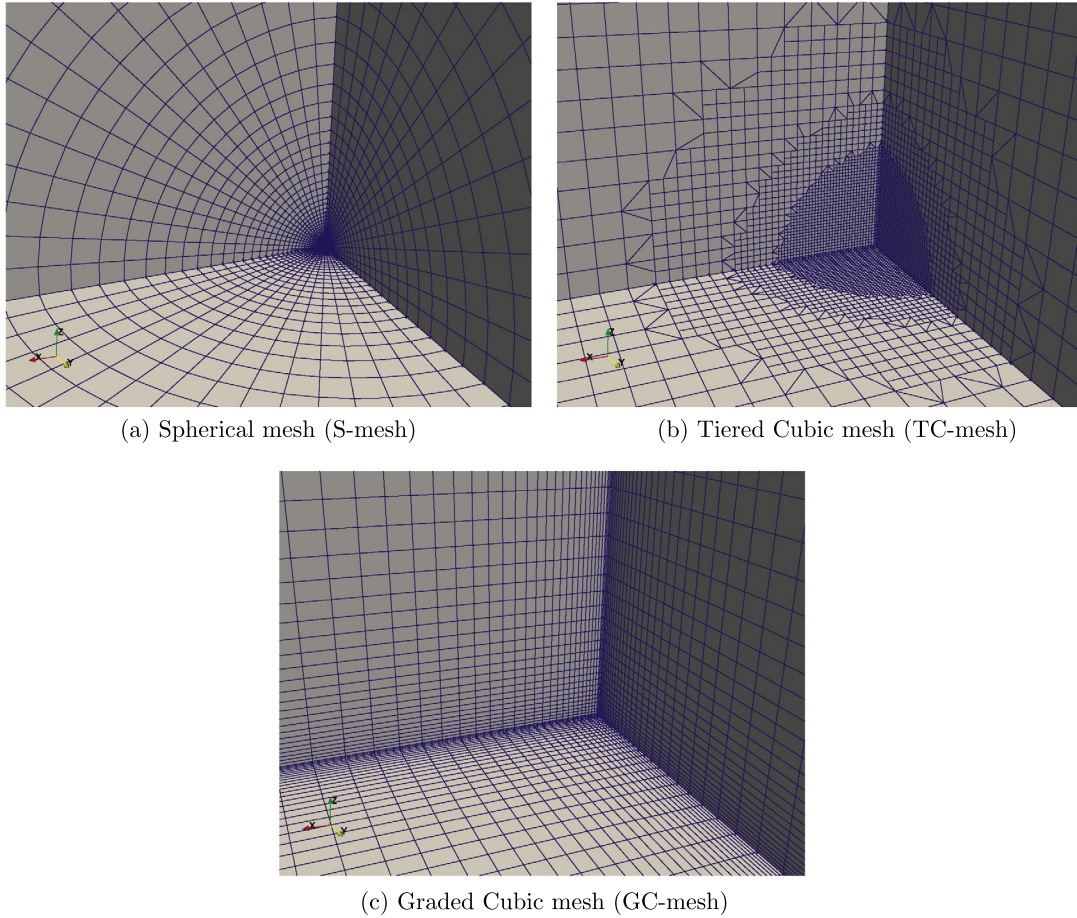 Z
X
Y
(a) Spherical mesh (S-mesh)
Z
X
Y
(b) Tiered Cubic mesh (TC-mesh)
Z
X
Y
(c) Graded Cubic mesh (GC-mesh)